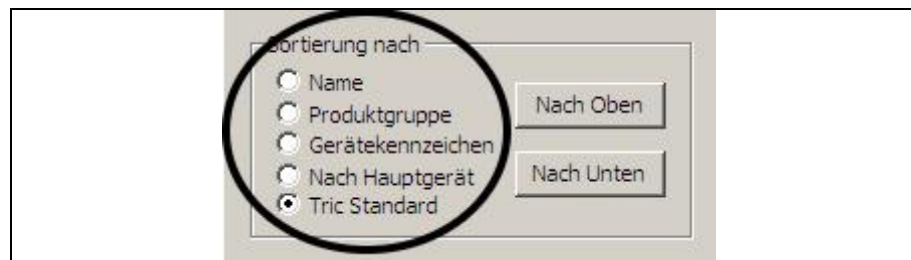 Sortierung nach
Name
Produktgruppe
Gerätekennzeichen
Nach Hauptgerät
Tric Standard
Nach Oben
Nach Unten